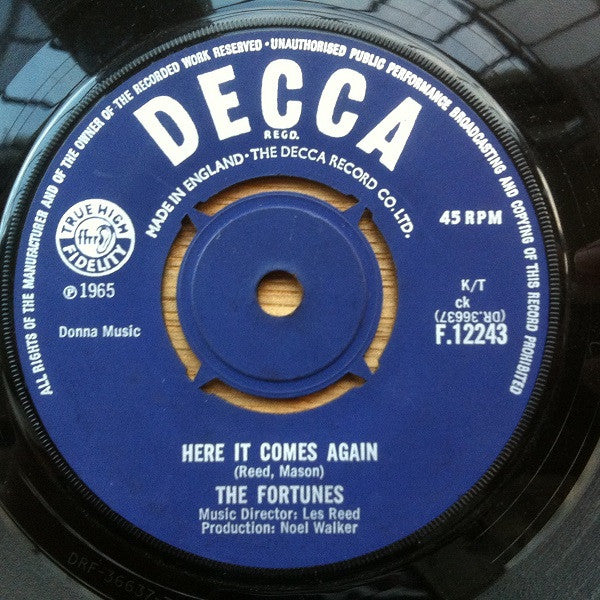 ALL RIGHTS OF THE MANUFACTURER AND OF THE OWNER OF THE RECORDED WORK RESERVED · UNAUTHORISED PUBLIC PERFORMANCE BROADCASTING AND COPYING OF THIS RECORD PROHIBITED
DECCA
REGD.
MADE IN ENGLAND · THE DECCA RECORD CO. LTD.
TRUE HIGH
ffrr
FIDELITY
45 RPM
℗ 1965
K/T
ck
(DR.36637)
Donna Music
F.12243
HERE IT COMES AGAIN
(Reed, Mason)
THE FORTUNES
Music Director: Les Reed
Production: Noel Walker